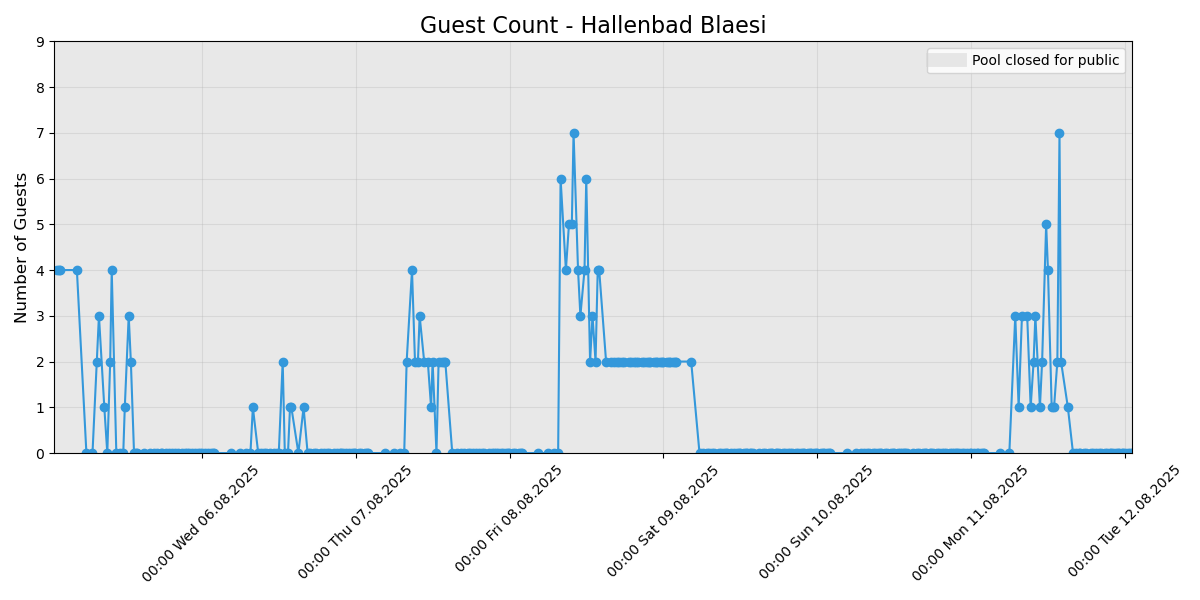 Guest Count - Hallenbad Blaesi
Pool closed for public
Number of Guests
9
8
7
6
5
4
3
2
1
0
00:00 Wed 06.08.2025
00:00 Thu 07.08.2025
00:00 Fri 08.08.2025
00:00 Sat 09.08.2025
00:00 Sun 10.08.2025
00:00 Mon 11.08.2025
00:00 Tue 12.08.2025